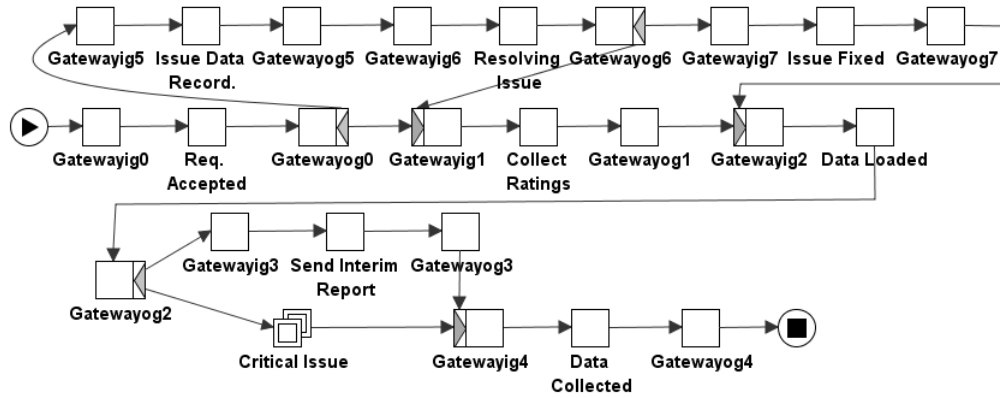 Gatewayig5 Issue Data Gatewayog5 Gatewayig6 Resolving Gatewayog6 Gatewayig7 Issue Fixed Gatewayog7
Record. Issue
Gatewayig0 Req. Gatewayog0 Gatewayig1 Collect Gatewayog1 Gatewayig2 Data Loaded
Accepted Ratings
Gatewayig3 Send Interim Gatewayog3
Report
Gatewayog2
Critical Issue Gatewayig4 Data Gatewayog4
Collected